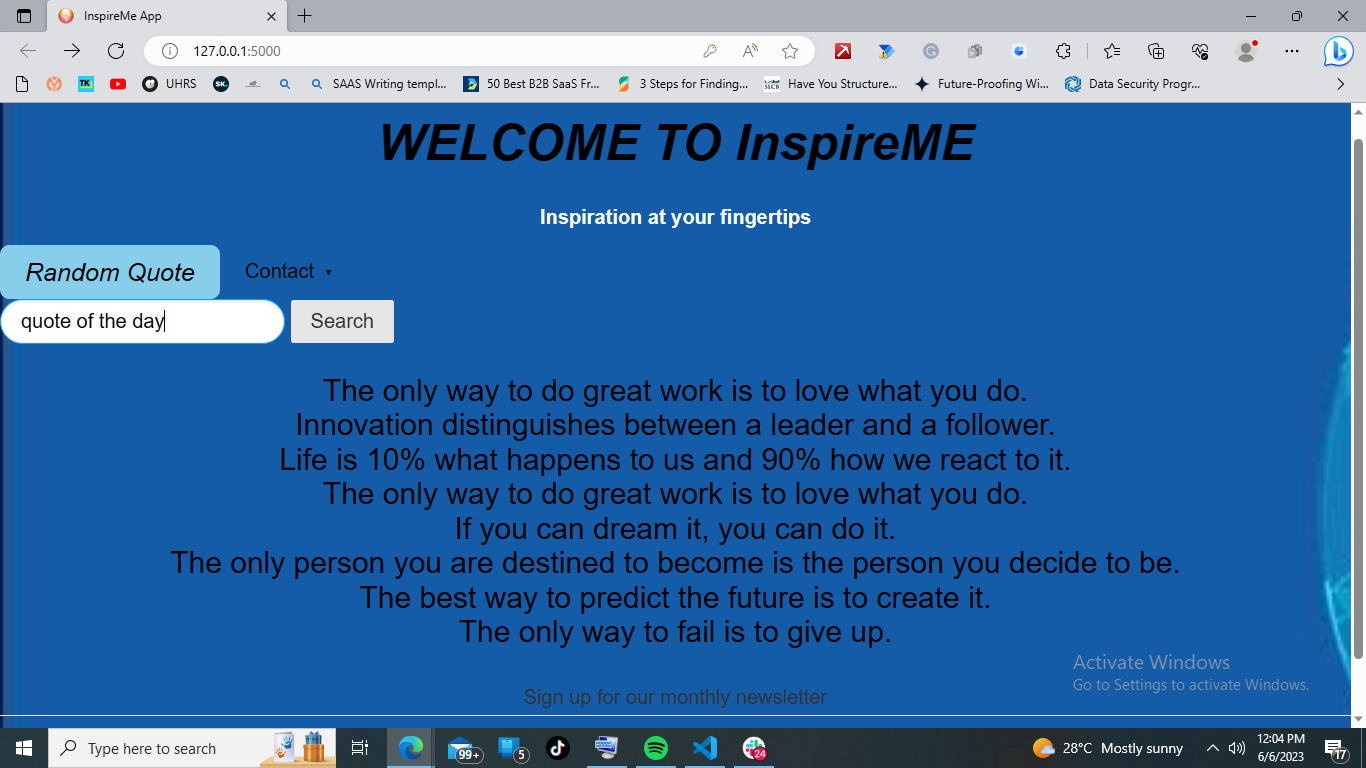 InspireMe App
127.0.0.1:5000
UHRS
SK.
SAAS Writing templ...
50 Best B2B SaaS Fr...
3 Steps for Finding...
SLCB
Have You Structure...
Future-Proofing Wi...
Data Security Progr...
WELCOME TO InspireME
Inspiration at your fingertips
Random Quote
Contact
quote of the day
Search
The only way to do great work is to love what you do.
Innovation distinguishes between a leader and a follower.
Life is 10% what happens to us and 90% how we react to it.
The only way to do great work is to love what you do.
If you can dream it, you can do it.
The only person you are destined to become is the person you decide to be.
The best way to predict the future is to create it.
The only way to fail is to give up.
Activate Windows
Go to Settings to activate Windows.
Sign up for our monthly newsletter
Type here to search
99+
5
24
28°C Mostly sunny
12:04 PM
6/6/2023
17